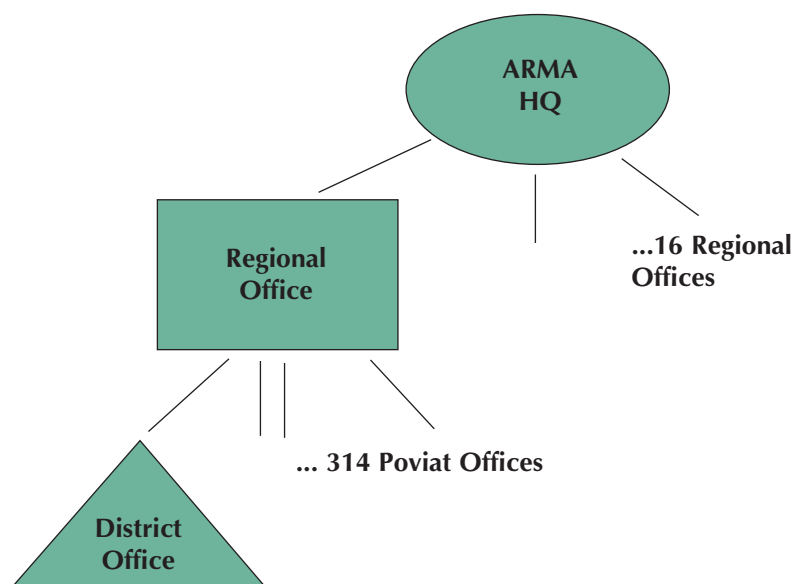 ARMA
HQ
...16 Regional
Offices
Regional
Office
... 314 Poviat Offices
District
Office